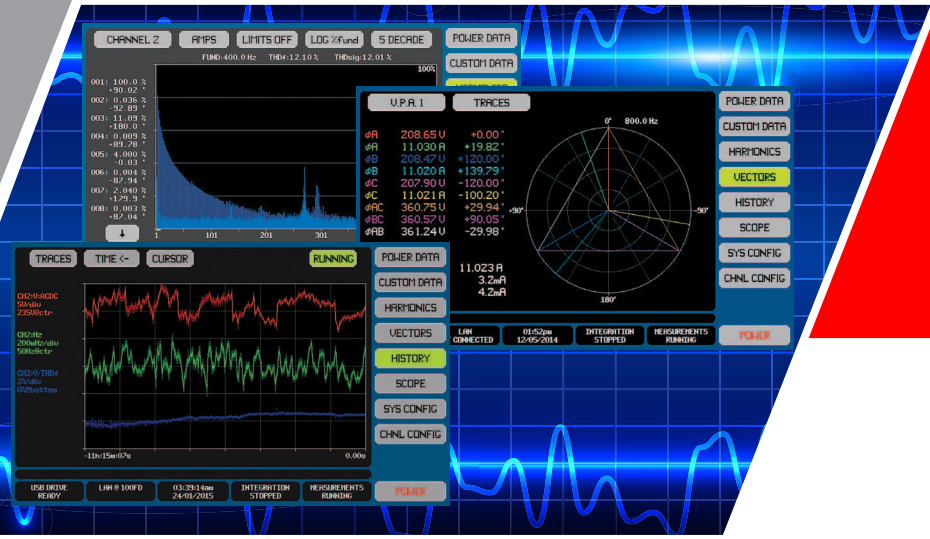 CHANNEL 2 AMPS LIMITS OFF LOG %fund 5 DECADE POWER DATA
FUND:400.0 Hz THDf:12.10 % THDsig:12.01 %
CUSTOM DATA
100%
001: 100.0 %
+90.02 °
002: 0.036 %
-92.89 °
003: 11.09 %
+180.0 °
004: 0.009 %
+89.78 °
005: 4.000 %
-0.03 °
006: 0.004 %
-87.94 °
007: 2.040 %
+179.9 °
008: 0.003 %
+87.04 °
↓
1 101 201 301
V.P.A. 1 TRACES POWER DATA
0° 800.0 Hz
CUSTOM DATA
HARMONICS
VECTORS
HISTORY
SCOPE
SYS CONFIG
CHNL CONFIG
øA 208.65 V +0.00 °
øA 11.030 A +19.82 °
øB 208.47 V +120.00 °
øB 11.020 A +139.79 °
øC 207.90 V -120.00 °
øC 11.021 A -100.20 °
øAC 360.75 V +29.94 °
øBC 360.57 V +90.05 °
øAB 361.24 V -29.98 °
+90° -90°
180°
11.023 A
3.2mA
4.2mA
LAN
CONNECTED
01:52pm
12/05/2014
INTEGRATION
STOPPED
MEASUREMENTS
RUNNING
POWER
TRACES TIME <- CURSOR RUNNING POWER DATA
CUSTOM DATA
HARMONICS
VECTORS
HISTORY
SCOPE
SYS CONFIG
CHNL CONFIG
CH2:V:ACDC
5V/div
235V@ctr
CH2:Hz
200mHz/div
50Hz@ctr
CH2:V:THDf
2%/div
0%@bottom
-11h:15m:07s 0.00s
USB DRIVE
READY
LAN @ 100FD
03:39:14am
24/01/2015
INTEGRATION
STOPPED
MEASUREMENTS
RUNNING
POWER